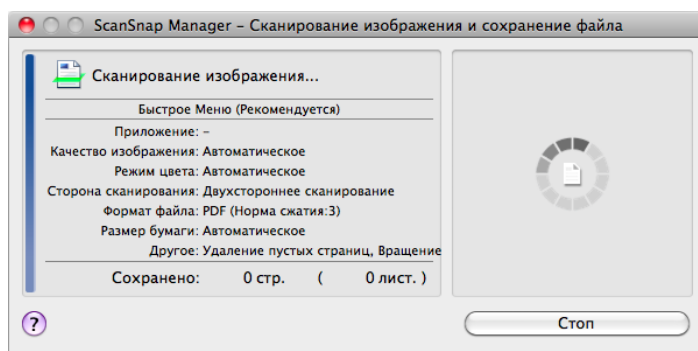 ScanSnap Manager – Сканирование изображения и сохранение файла
Сканирование изображения...
Быстрое Меню (Рекомендуется)
Приложение: –
Качество изображения: Автоматическое
Режим цвета: Автоматическое
Сторона сканирования: Двухстороннее сканирование
Формат файла: PDF (Норма сжатия:3)
Размер бумаги: Автоматическое
Другое: Удаление пустых страниц, Вращение
Сохранено: 0 стр. ( 0 лист. )
? Стоп